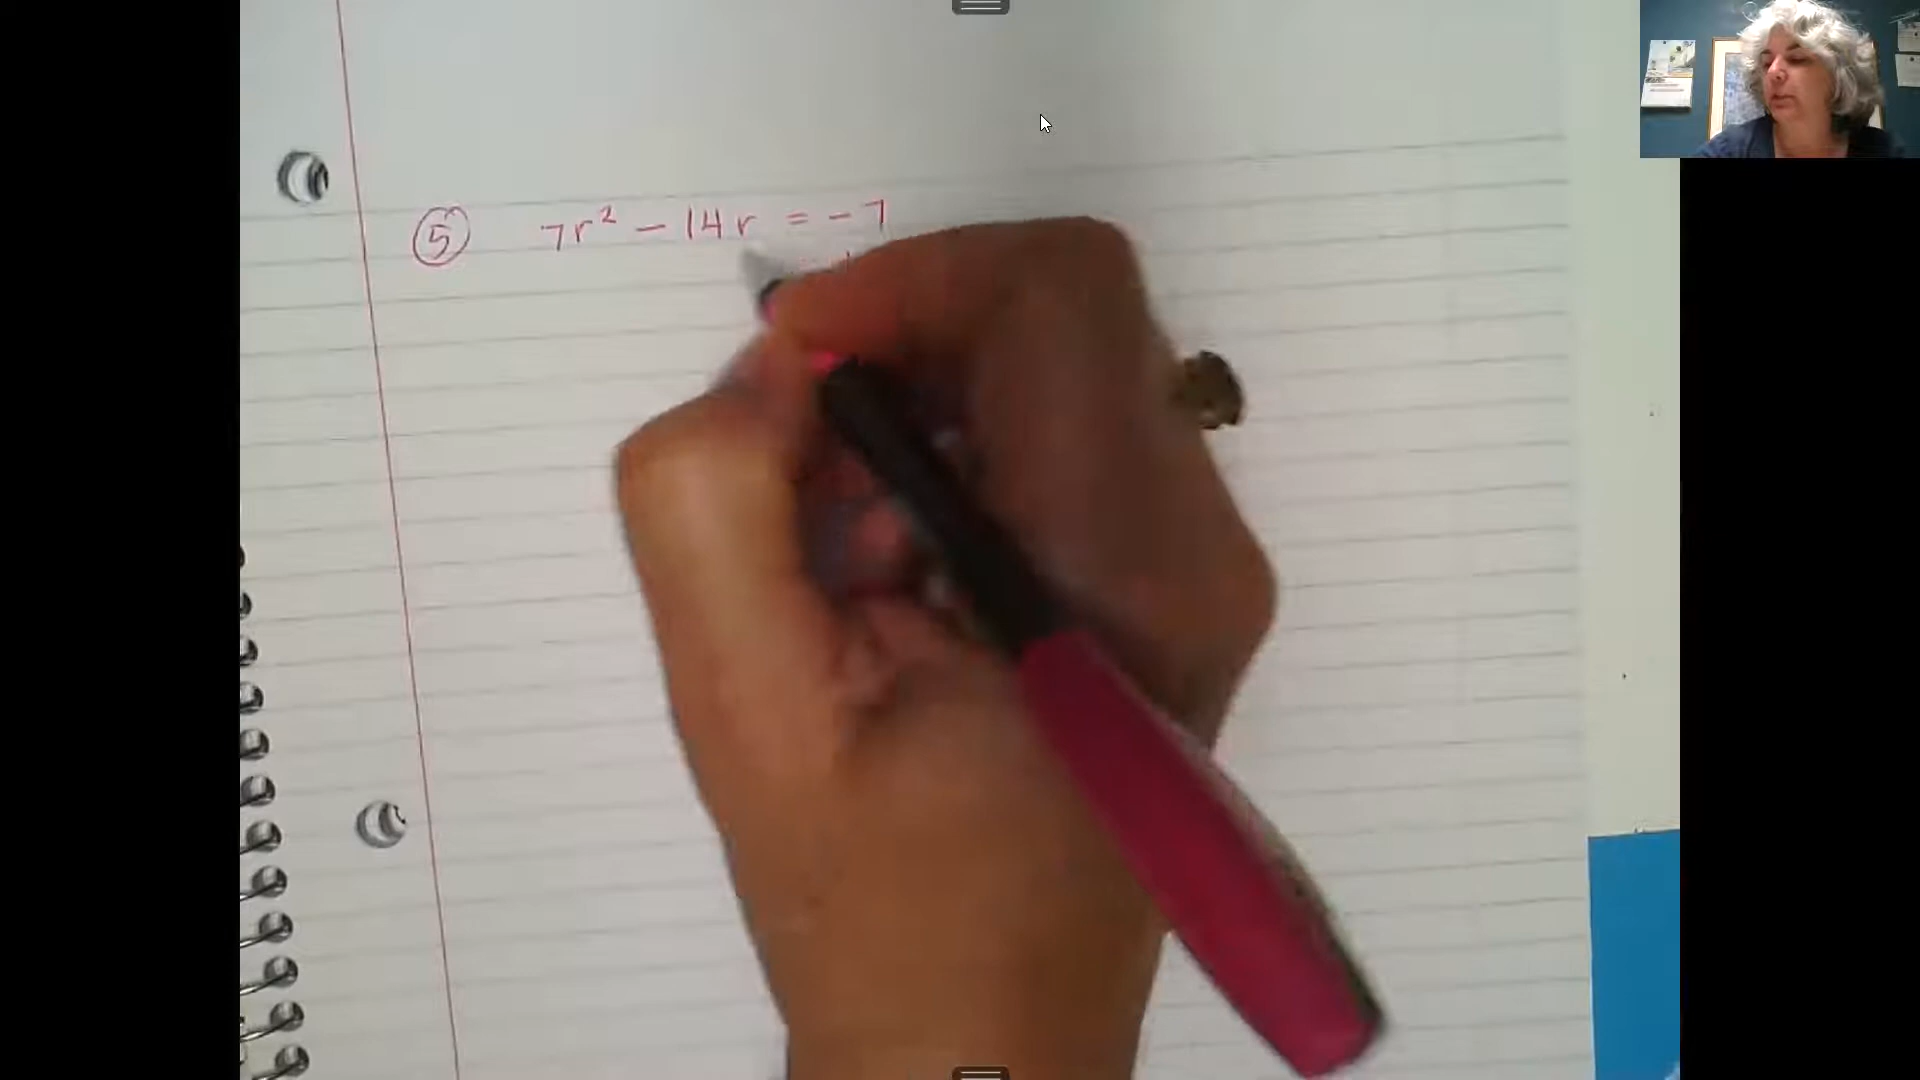 ⑤ 7r² − 14r = −7